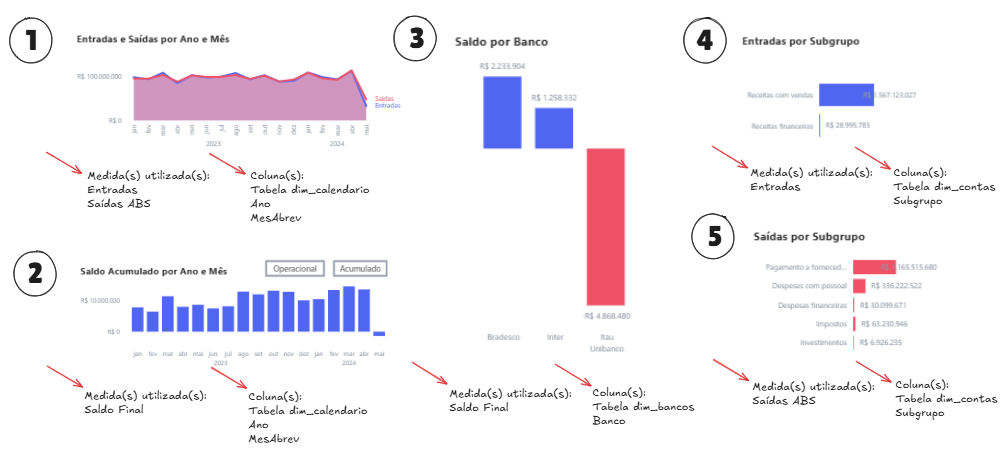 1
Entradas e Saídas por Ano e Mês
R$ 100.000.000
R$ 0
Saídas
Entradas
jan fev mar abr mai jun jul ago set out nov dez jan fev mar abr mai
2023 2024
Medida(s) utilizada(s):
Entradas
Saídas ABS
Coluna(s):
Tabela dim_calendario
Ano
MesAbrev
2
Saldo Acumulado por Ano e Mês
Operacional
Acumulado
R$ 10.000.000
R$ 0
jan fev mar abr mai jun jul ago set out nov dez jan fev mar abr mai
2023 2024
Medida(s) utilizada(s):
Saldo Final
Coluna(s):
Tabela dim_calendario
Ano
MesAbrev
3
Saldo por Banco
R$ 2.233.904
R$ 1.258.332
R$ 4.868.480
Bradesco Inter Itau
Unibanco
Medida(s) utilizada(s):
Saldo Final
Coluna(s):
Tabela dim_bancos
Banco
4
Entradas por Subgrupo
Receitas com vendas
Receitas financeiras R$ 28.995.783
Medida(s) utilizada(s):
Entradas
Coluna(s):
Tabela dim_contas
Subgrupo
5
Saídas por Subgrupo
Pagamento a forneced...
Despesas com pessoal R$ 336.222.522
Despesas financeiras R$ 30.099.671
Impostos R$ 63.230.946
Investimentos R$ 6.926.235
Medida(s) utilizada(s):
Saídas ABS
Coluna(s):
Tabela dim_contas
Subgrupo